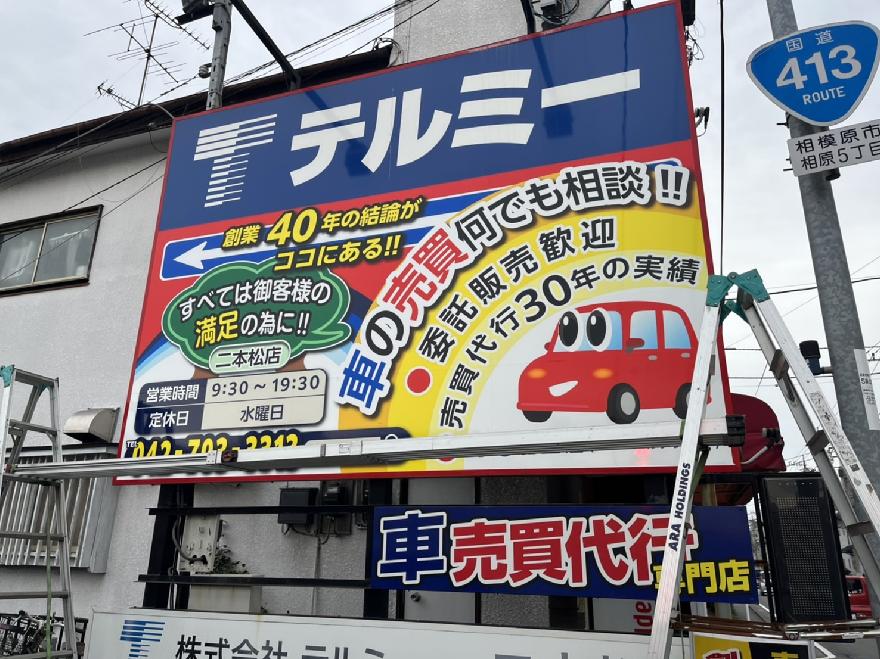 テルミー
創業40年の結論が
ココにある!!
すべては御客様の
満足の為に!!
二本松店
営業時間 9:30～19:30
定休日 水曜日
TEL
車の売買何でも相談!!
委託販売歓迎
売買代行30年の実績
車売買代行
専門店
株式会社 テルミー
国道
413
ROUTE
相模原市
相原5丁目
ARA HOLDINGS